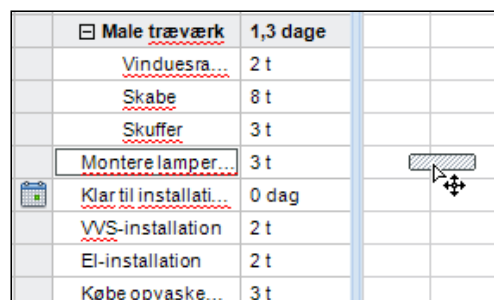 Male træværk 1,3 dage
Vinduesra... 2 t
Skabe 8 t
Skuffer 3 t
Montere lamper... 3 t
Klar til installati... 0 dag
VVS-installation 2 t
El-installation 2 t
Købe opvaske... 3 t